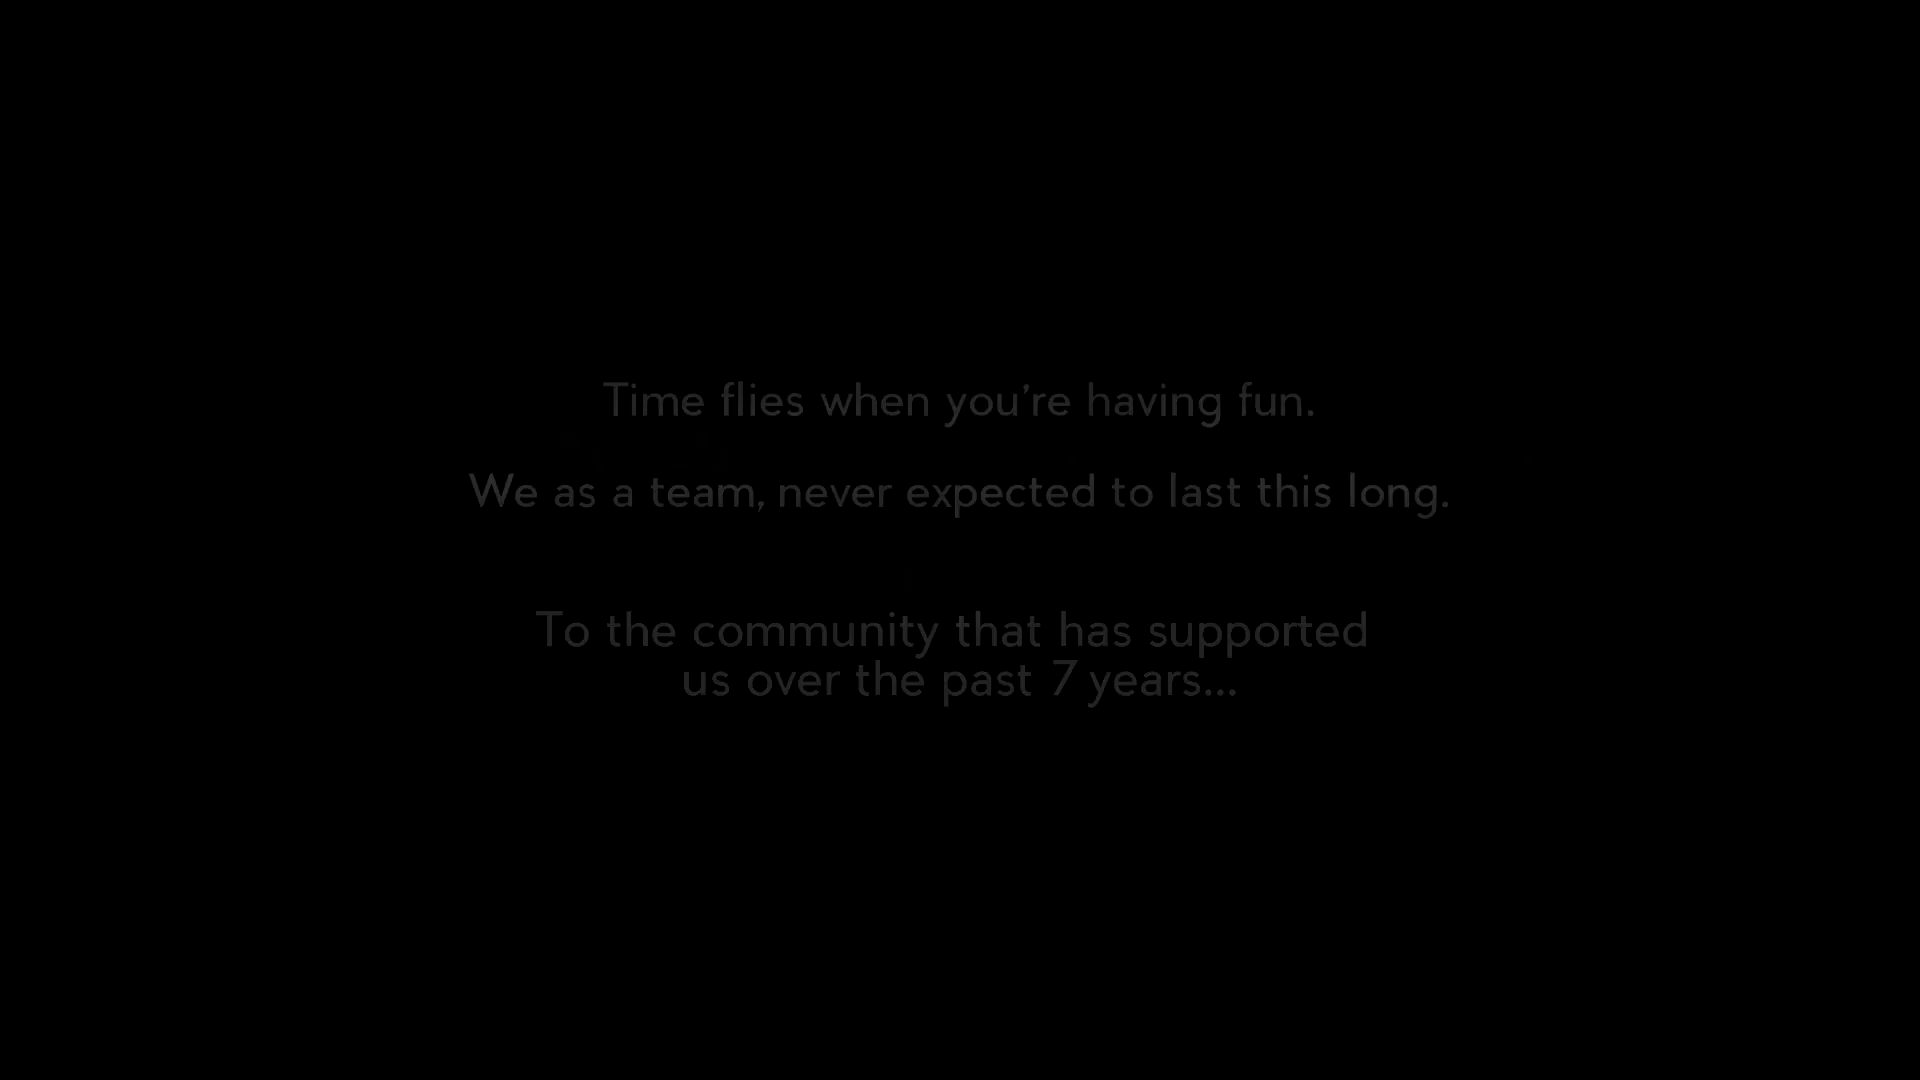 Time flies when you’re having fun.
We as a team, never expected to last this long.
To the community that has supported
us over the past 7 years...